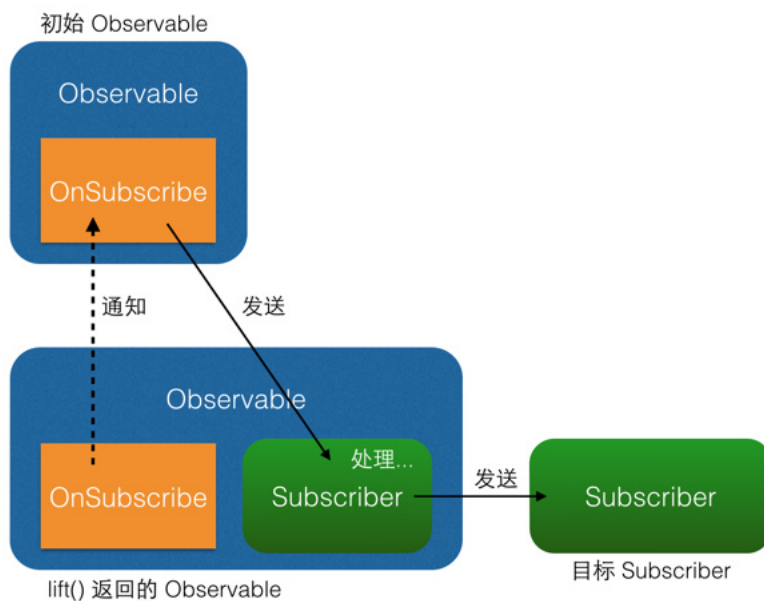 初始 Observable
Observable
OnSubscribe
通知
发送
Observable
OnSubscribe
处理...
Subscriber
发送
Subscriber
lift() 返回的 Observable
目标 Subscriber